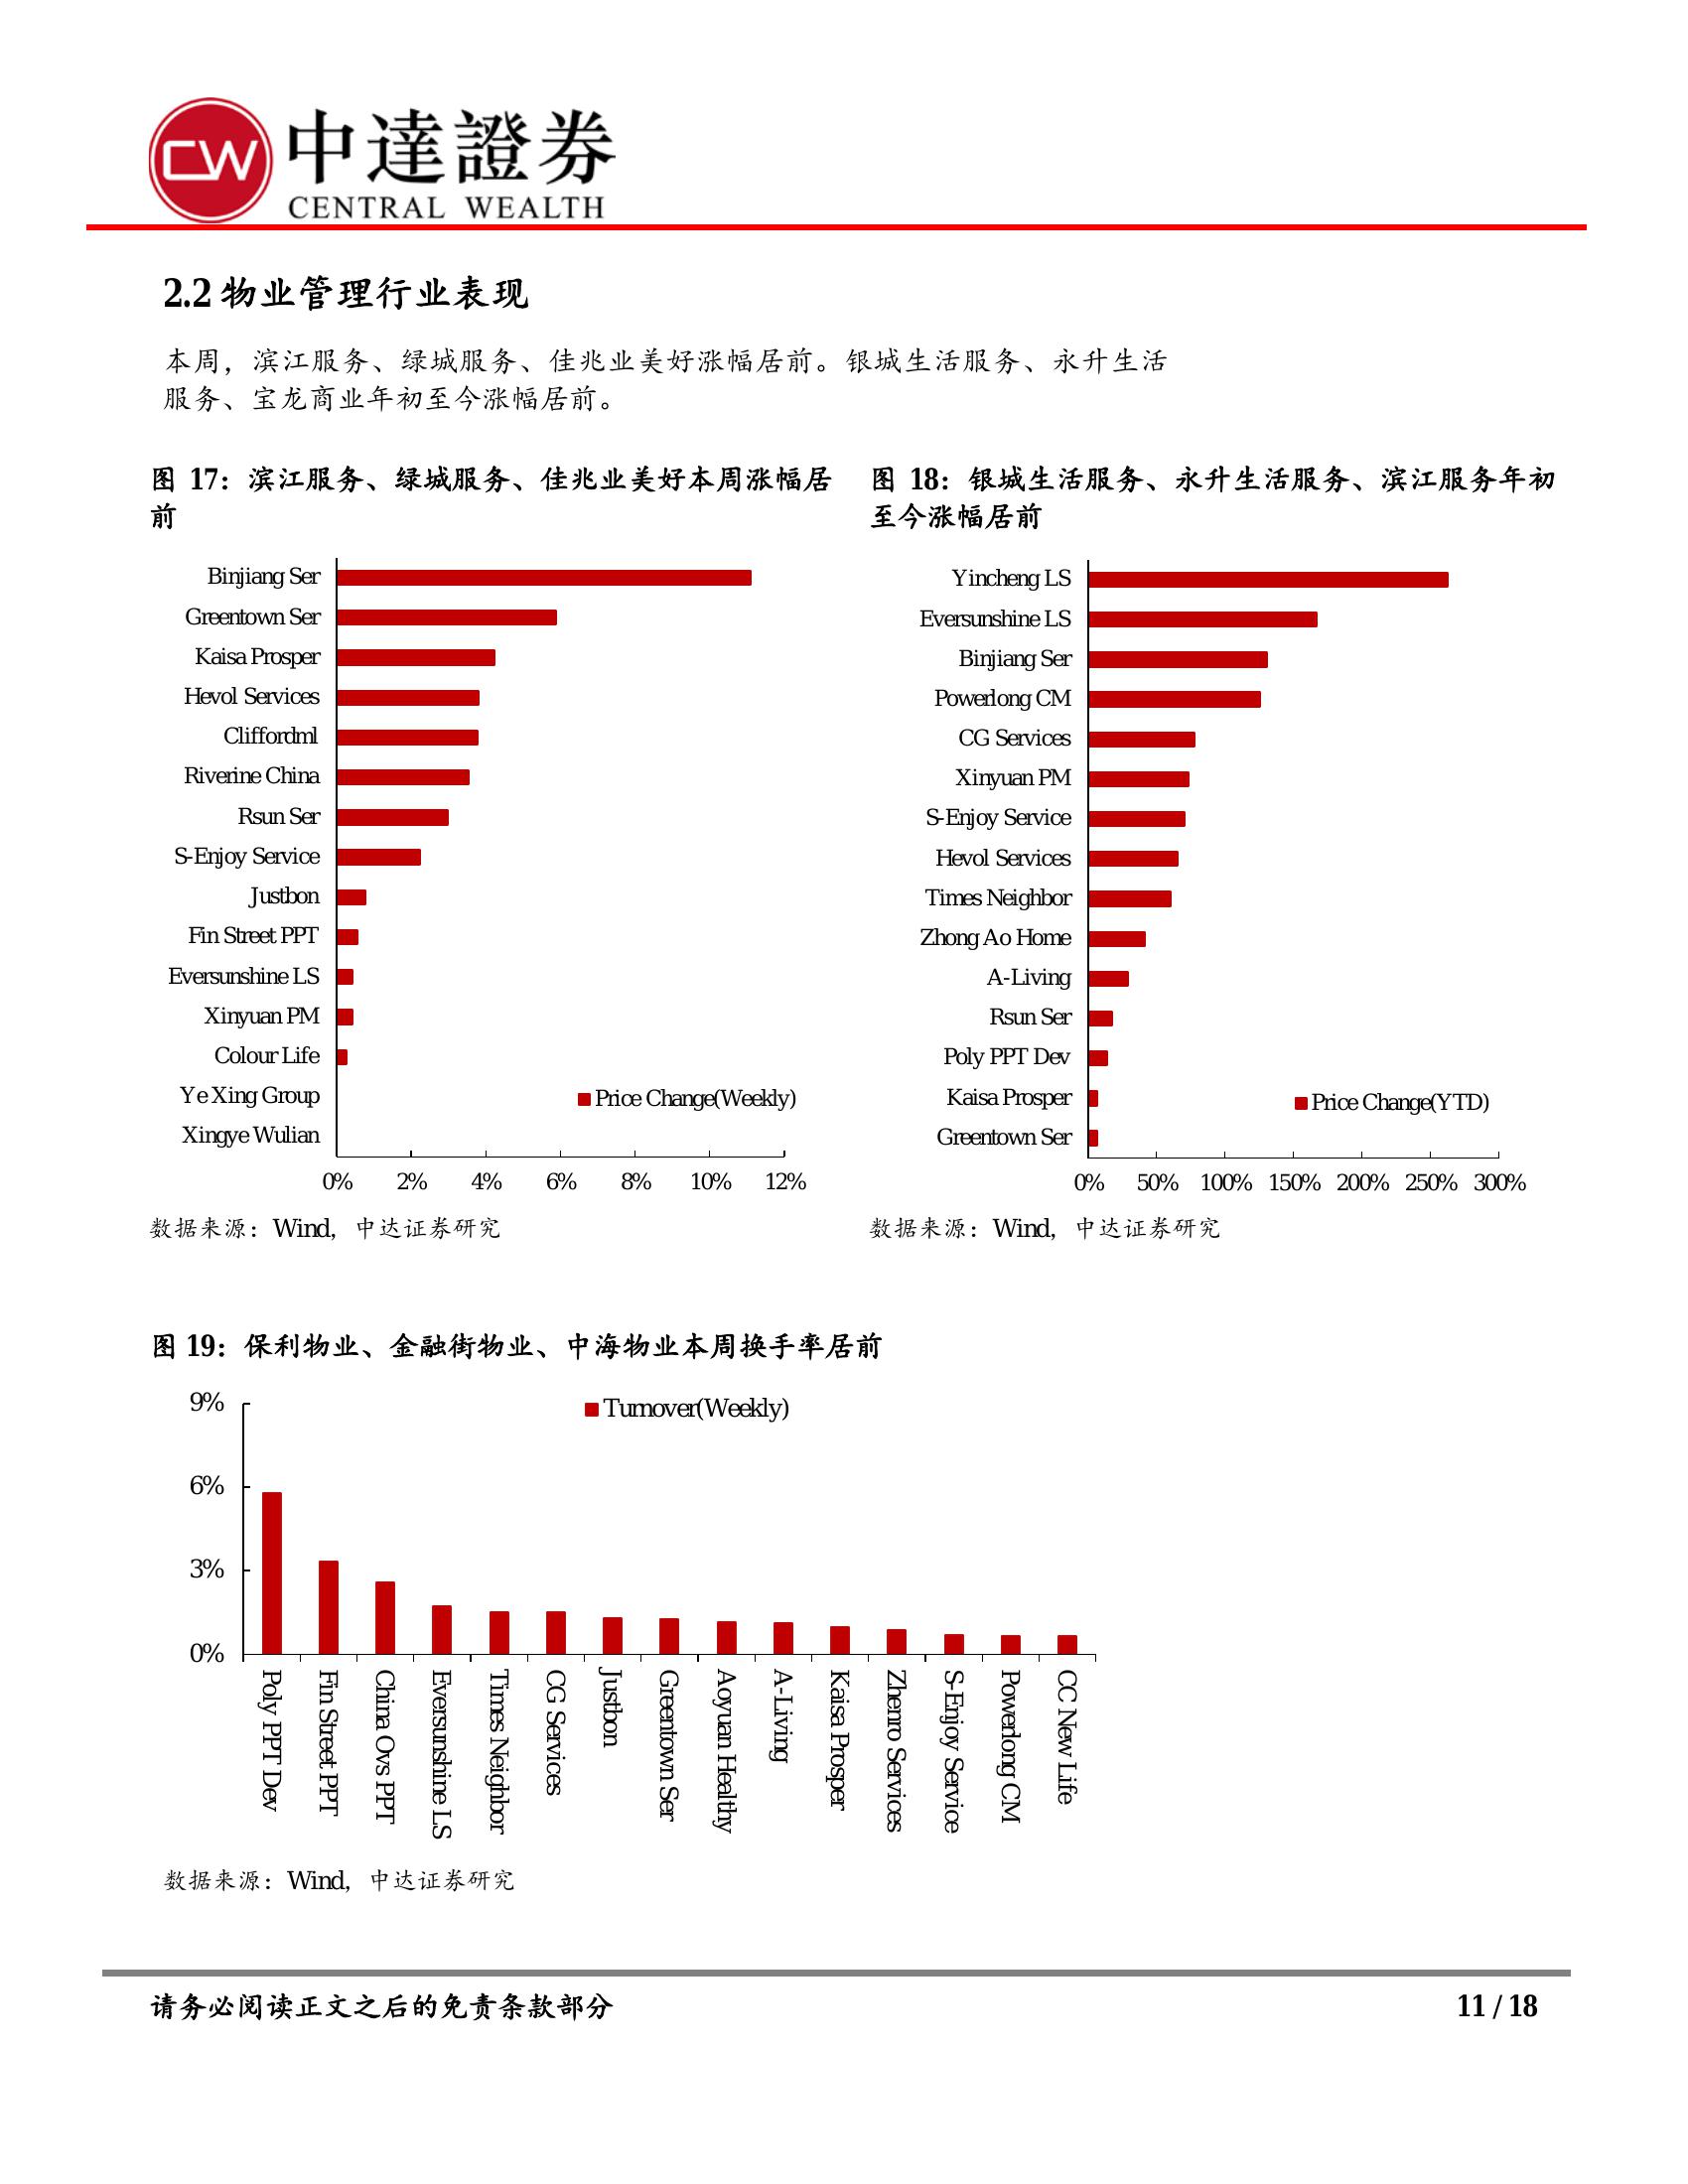 CW 中達證券
CENTRAL WEALTH
2.2 物业管理行业表现
本周，滨江服务、绿城服务、佳兆业美好涨幅居前。银城生活服务、永升生活
服务、宝龙商业年初至今涨幅居前。
图 17：滨江服务、绿城服务、佳兆业美好本周涨幅居
前
Binjiang Ser
Greentown Ser
Kaisa Prosper
Hevol Services
Cliffordml
Riverine China
Rsun Ser
S-Enjoy Service
Justbon
Fin Street PPT
Eversunshine LS
Xinyuan PM
Colour Life
Ye Xing Group
Xingye Wulian
Price Change(Weekly)
0% 2% 4% 6% 8% 10% 12%
数据来源：Wind，中达证券研究
图 18：银城生活服务、永升生活服务、滨江服务年初
至今涨幅居前
Yincheng LS
Eversunshine LS
Binjiang Ser
Powerlong CM
CG Services
Xinyuan PM
S-Enjoy Service
Hevol Services
Times Neighbor
Zhong Ao Home
A-Living
Rsun Ser
Poly PPT Dev
Kaisa Prosper
Greentown Ser
Price Change(YTD)
0% 50% 100% 150% 200% 250% 300%
数据来源：Wind，中达证券研究
图 19：保利物业、金融街物业、中海物业本周换手率居前
Turnover(Weekly)
9%
6%
3%
0%
Poly PPT Dev
Fin Street PPT
China Ovs PPT
Eversunshine LS
Times Neighbor
CG Services
Justbon
Greentown Ser
Aoyuan Healthy
A-Living
Kaisa Prosper
Zhenro Services
S-Enjoy Service
Powerlong CM
CC New Life
数据来源：Wind，中达证券研究
请务必阅读正文之后的免责条款部分
11 / 18